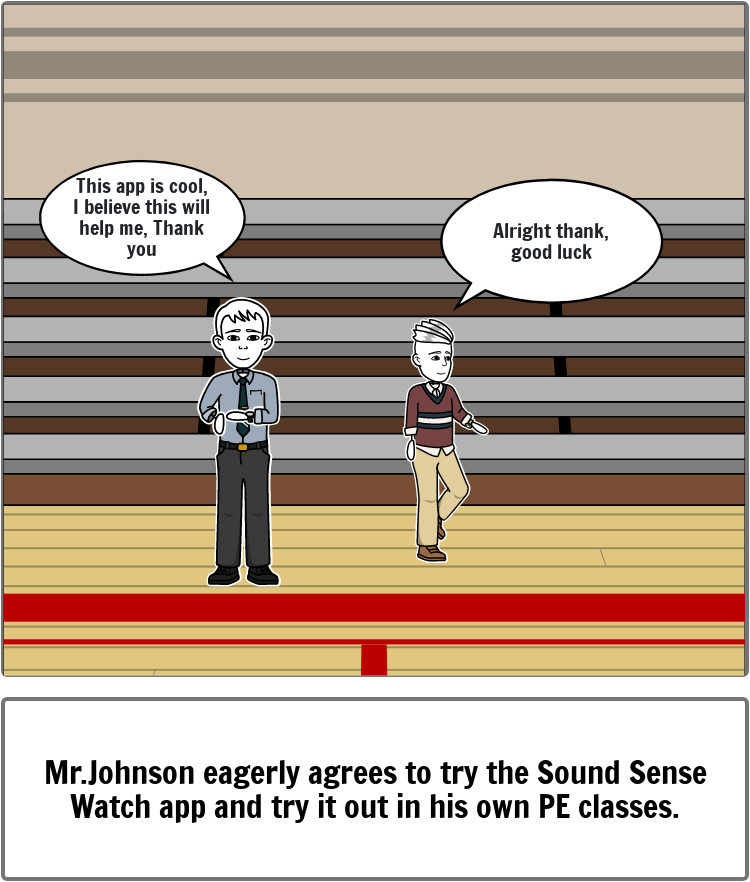 This app is cool,
I believe this will
help me, Thank
you
Alright thank,
good luck
Mr.Johnson eagerly agrees to try the Sound Sense
Watch app and try it out in his own PE classes.